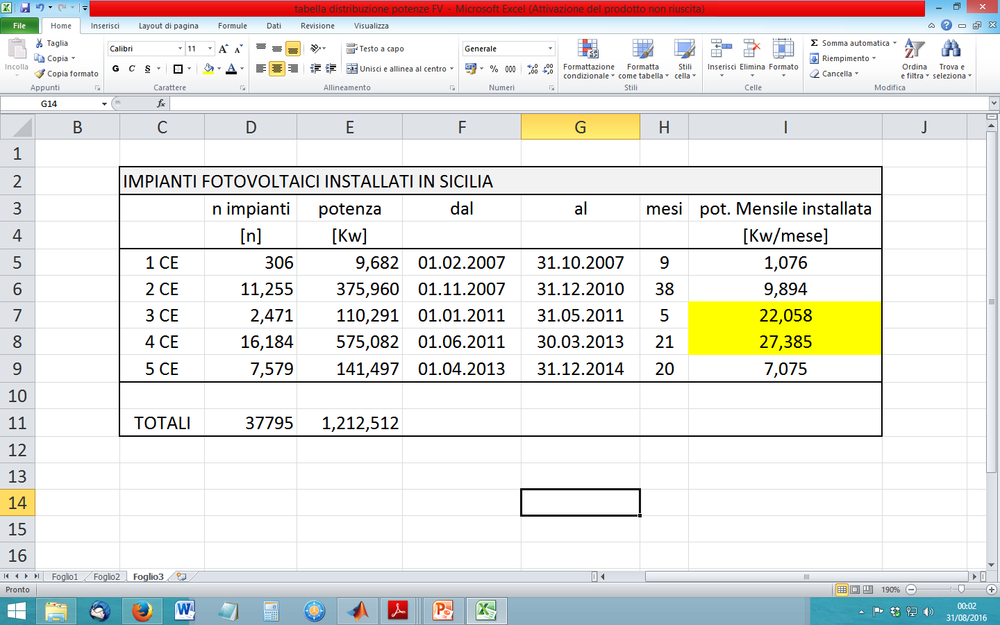 tabella distribuzione potenze FV - Microsoft Excel (Attivazione del prodotto non riuscita)
File Home Inserisci Layout di pagina Formule Dati Revisione Visualizza
Incolla
Taglia
Copia
Copia formato
Appunti
Calibri 11
G C S
Carattere
Testo a capo
Unisci e allinea al centro
Allineamento
Generale
% 000
Numeri
Formattazione condizionale
Formatta come tabella
Stili cella
Stili
Inserisci Elimina Formato
Celle
Somma automatica
Riempimento
Cancella
Ordina e filtra
Trova e seleziona
Modifica
G14 fx
B C D E F G H I J
1
2 IMPIANTI FOTOVOLTAICI INSTALLATI IN SICILIA
3 n impianti potenza dal al mesi pot. Mensile installata
4 [n] [Kw] [Kw/mese]
5 1 CE 306 9,682 01.02.2007 31.10.2007 9 1,076
6 2 CE 11,255 375,960 01.11.2007 31.12.2010 38 9,894
7 3 CE 2,471 110,291 01.01.2011 31.05.2011 5 22,058
8 4 CE 16,184 575,082 01.06.2011 30.03.2013 21 27,385
9 5 CE 7,579 141,497 01.04.2013 31.12.2014 20 7,075
10
11 TOTALI 37795 1,212,512
12
13
14
15
16
Foglio1 Foglio2 Foglio3
Pronto 190%
00:02
31/08/2016